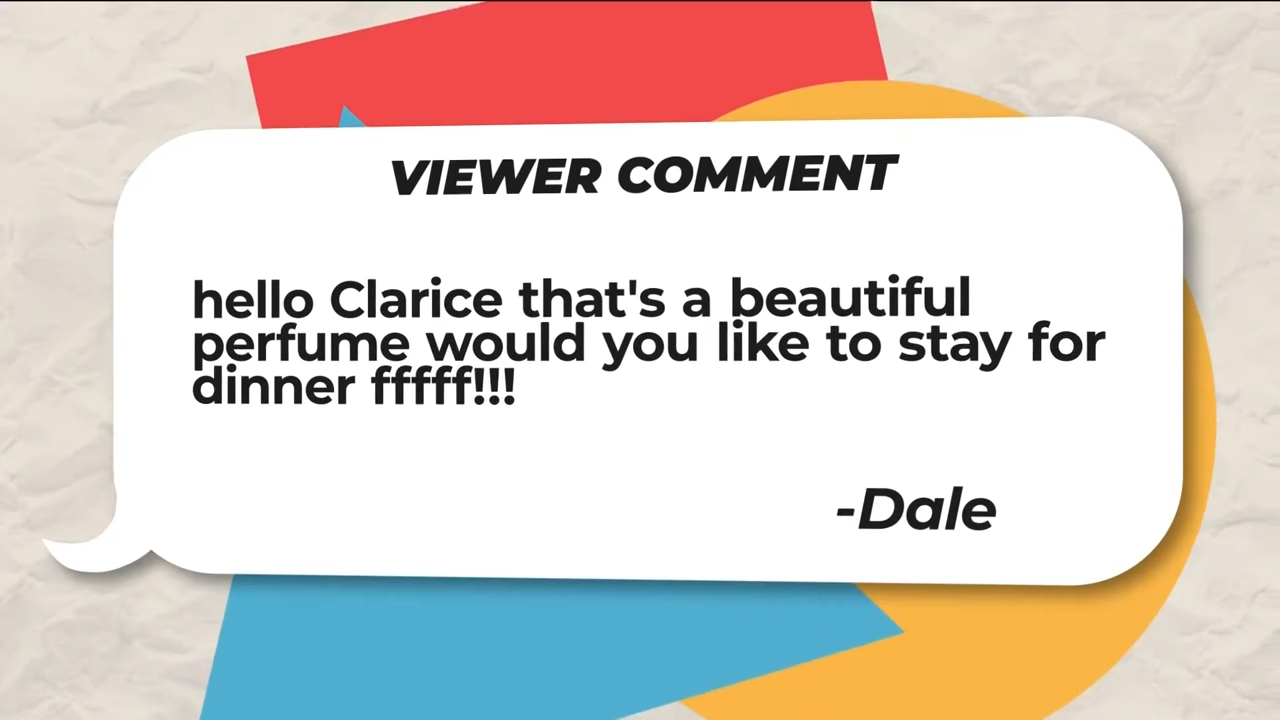 VIEWER COMMENT
hello Clarice that's a beautiful
perfume would you like to stay for
dinner fffff!!!
-Dale